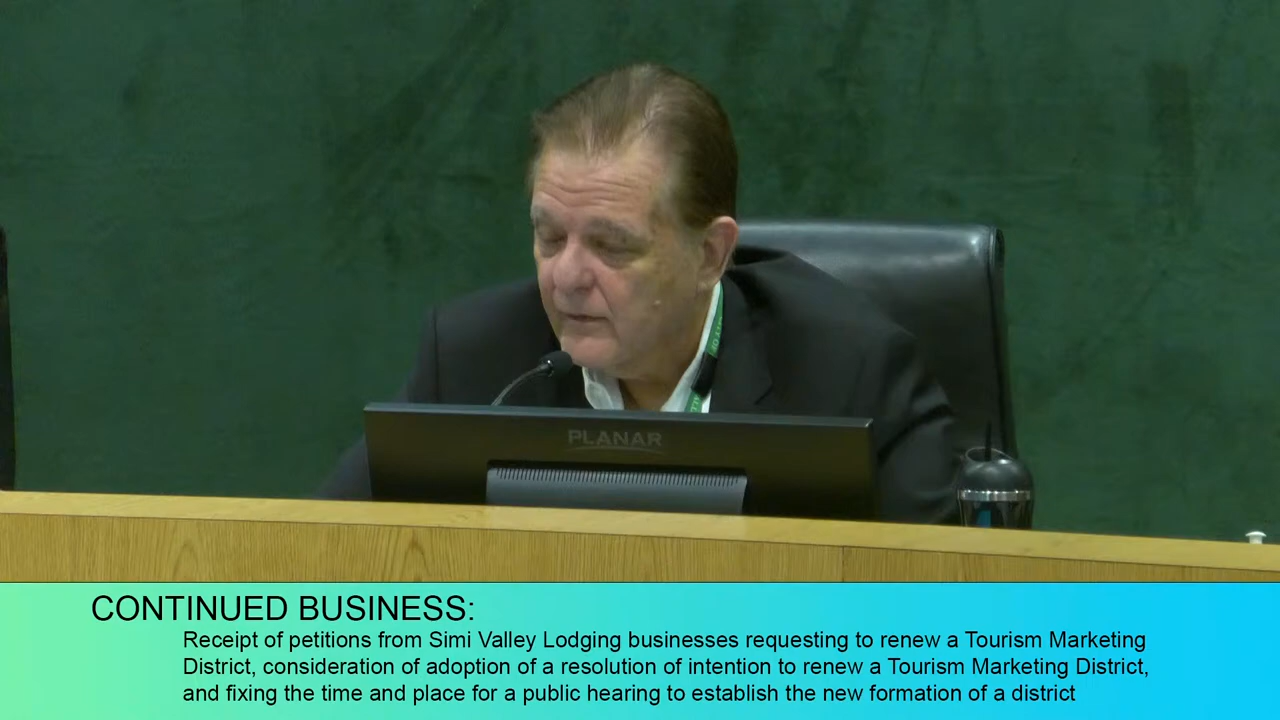 PLANAR
CONTINUED BUSINESS:
Receipt of petitions from Simi Valley Lodging businesses requesting to renew a Tourism Marketing
District, consideration of adoption of a resolution of intention to renew a Tourism Marketing District,
and fixing the time and place for a public hearing to establish the new formation of a district